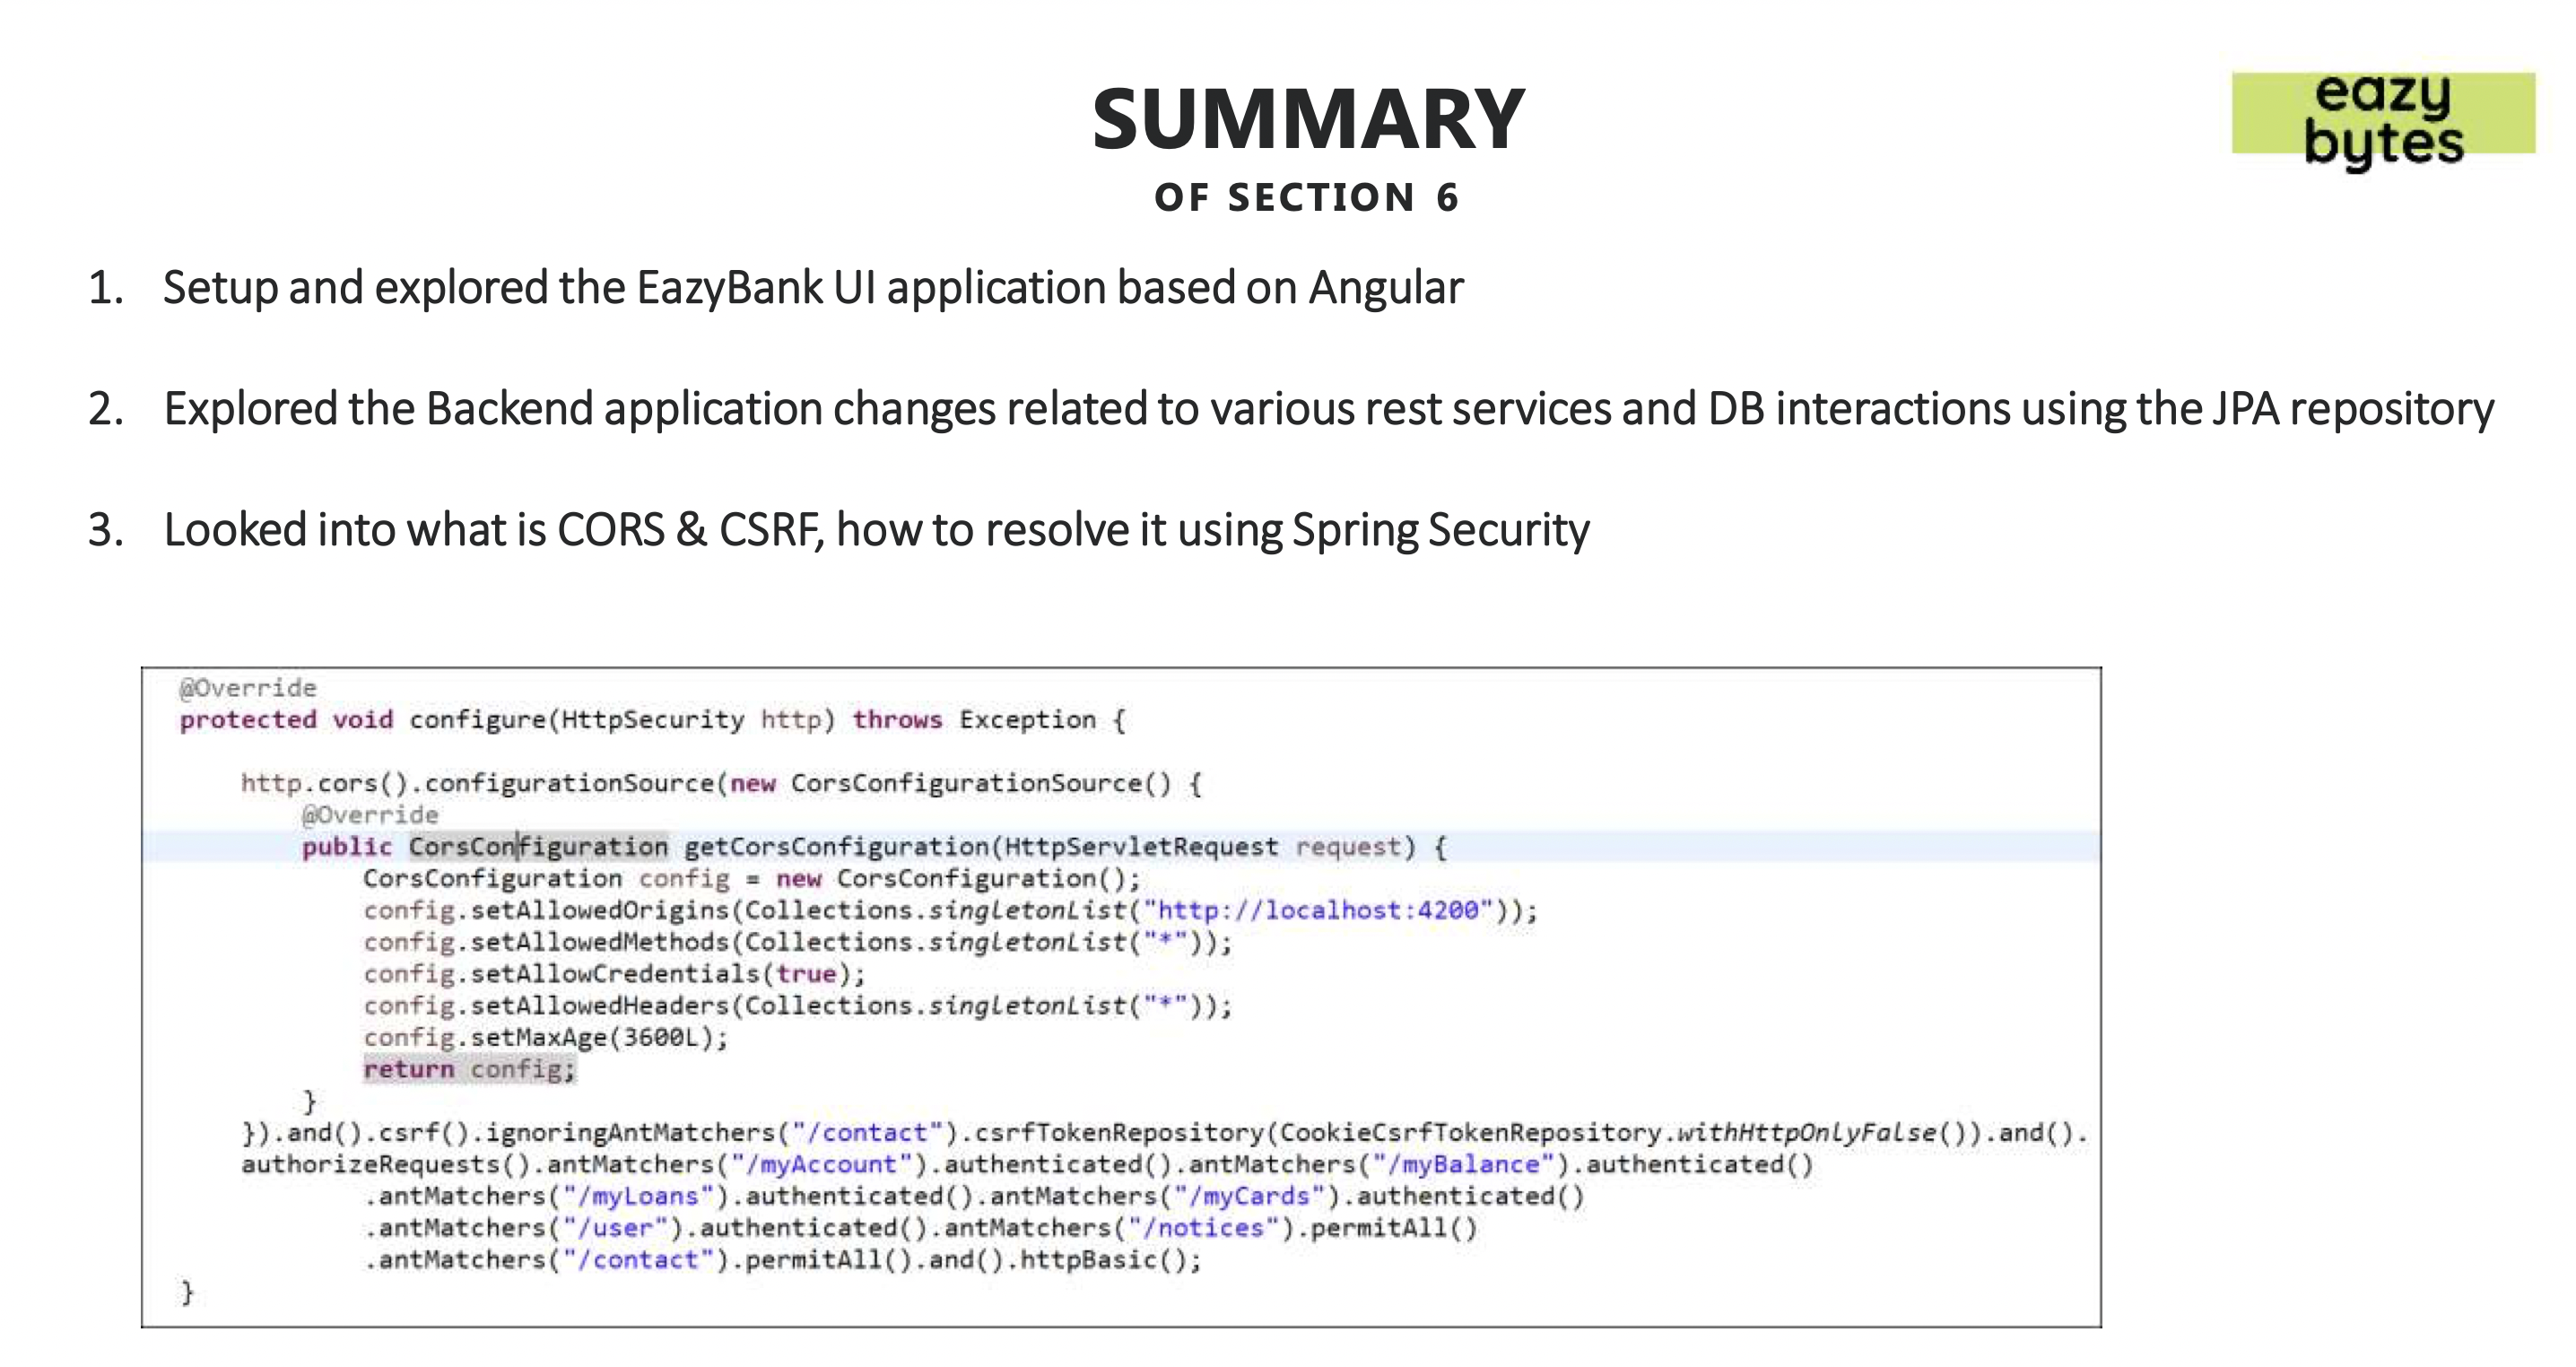 SUMMARY
OF SECTION 6
eazy
bytes
1. Setup and explored the EazyBank UI application based on Angular
2. Explored the Backend application changes related to various rest services and DB interactions using the JPA repository
3. Looked into what is CORS & CSRF, how to resolve it using Spring Security
@Override
protected void configure(HttpSecurity http) throws Exception {
http.cors().configurationSource(new CorsConfigurationSource() {
@Override
public CorsConfiguration getCorsConfiguration(HttpServletRequest request) {
CorsConfiguration config = new CorsConfiguration();
config.setAllowedOrigins(Collections.singletonList("http://localhost:4200"));
config.setAllowedMethods(Collections.singletonList("*"));
config.setAllowCredentials(true);
config.setAllowedHeaders(Collections.singletonList("*"));
config.setMaxAge(3600L);
return config;
}
}).and().csrf().ignoringAntMatchers("/contact").csrfTokenRepository(CookieCsrfTokenRepository.withHttpOnlyFalse()).and().
authorizeRequests().antMatchers("/myAccount").authenticated().antMatchers("/myBalance").authenticated()
.antMatchers("/myLoans").authenticated().antMatchers("/myCards").authenticated()
.antMatchers("/user").authenticated().antMatchers("/notices").permitAll()
.antMatchers("/contact").permitAll().and().httpBasic();
}